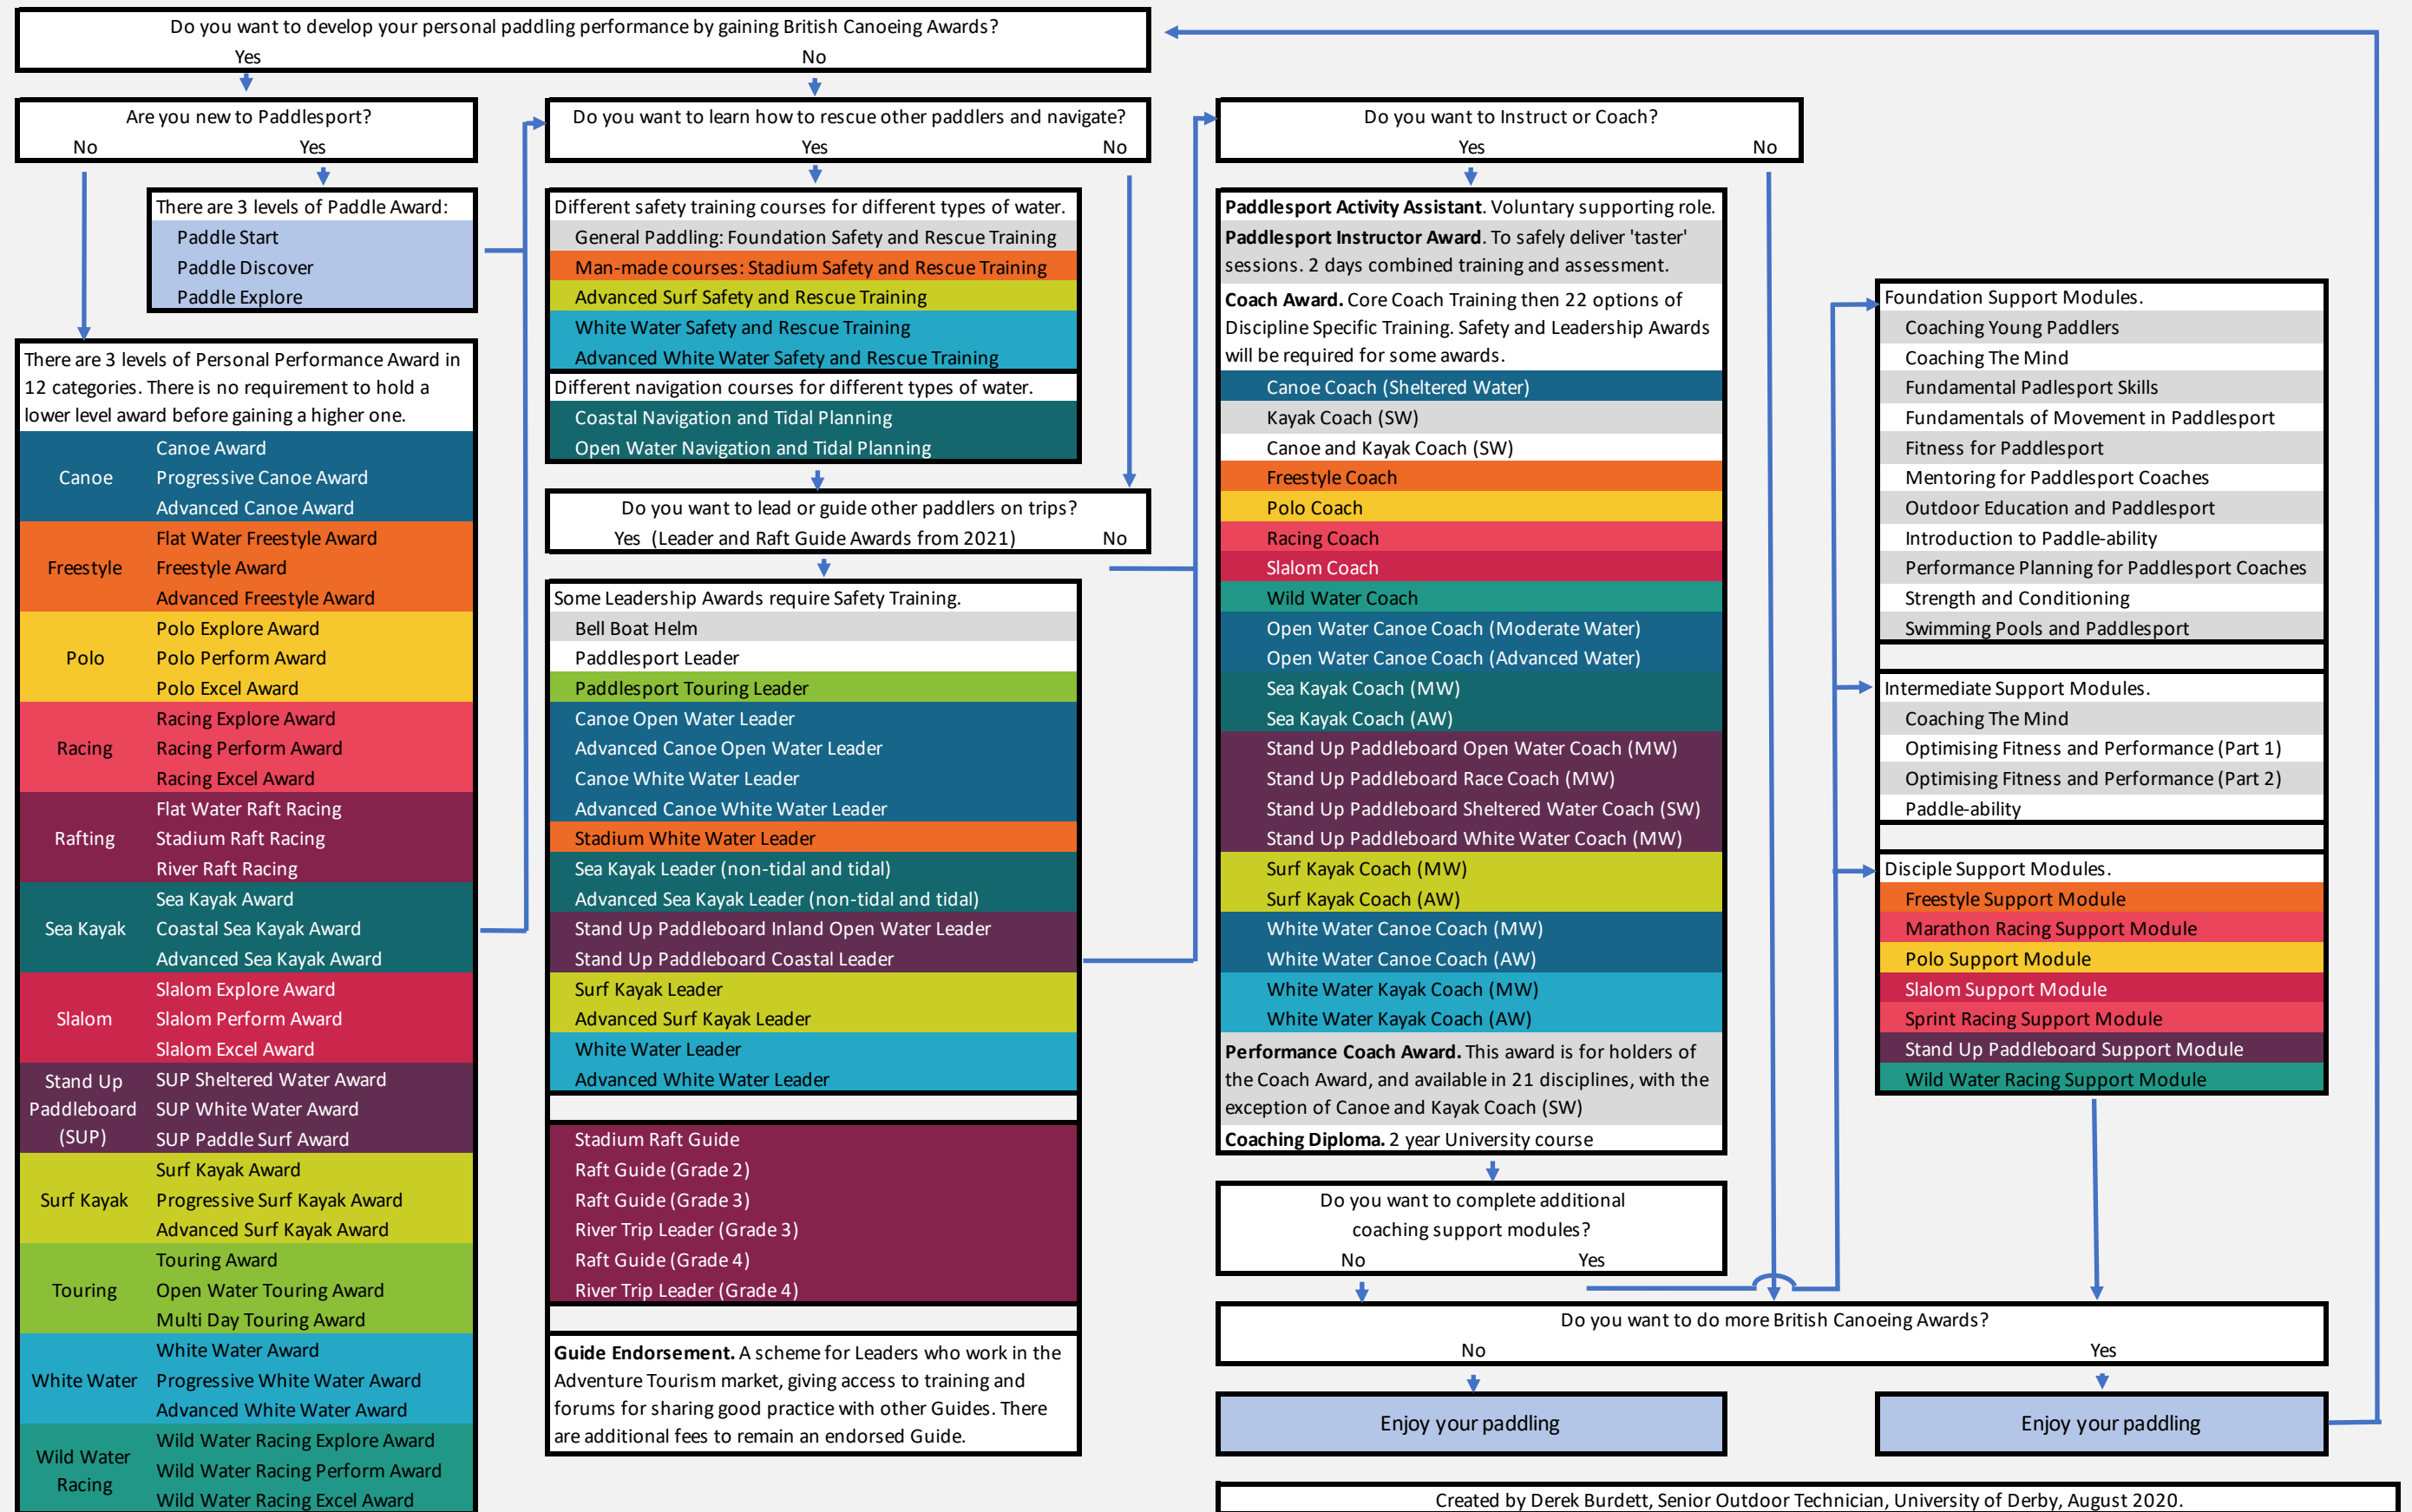 Do you want to develop your personal paddling performance by gaining British Canoeing Awards?
Yes No
Are you new to Paddlesport?
No Yes
There are 3 levels of Paddle Award:
Paddle Start
Paddle Discover
Paddle Explore
There are 3 levels of Personal Performance Award in
12 categories. There is no requirement to hold a
lower level award before gaining a higher one.
Canoe
Canoe Award
Progressive Canoe Award
Advanced Canoe Award
Freestyle
Flat Water Freestyle Award
Freestyle Award
Advanced Freestyle Award
Polo
Polo Explore Award
Polo Perform Award
Polo Excel Award
Racing
Racing Explore Award
Racing Perform Award
Racing Excel Award
Rafting
Flat Water Raft Racing
Stadium Raft Racing
River Raft Racing
Sea Kayak
Sea Kayak Award
Coastal Sea Kayak Award
Advanced Sea Kayak Award
Slalom
Slalom Explore Award
Slalom Perform Award
Slalom Excel Award
Stand Up
Paddleboard
(SUP)
SUP Sheltered Water Award
SUP White Water Award
SUP Paddle Surf Award
Surf Kayak
Surf Kayak Award
Progressive Surf Kayak Award
Advanced Surf Kayak Award
Touring
Touring Award
Open Water Touring Award
Multi Day Touring Award
White Water
White Water Award
Progressive White Water Award
Advanced White Water Award
Wild Water
Racing
Wild Water Racing Explore Award
Wild Water Racing Perform Award
Wild Water Racing Excel Award
Do you want to learn how to rescue other paddlers and navigate?
Yes No
Different safety training courses for different types of water.
General Paddling: Foundation Safety and Rescue Training
Man-made courses: Stadium Safety and Rescue Training
Advanced Surf Safety and Rescue Training
White Water Safety and Rescue Training
Advanced White Water Safety and Rescue Training
Different navigation courses for different types of water.
Coastal Navigation and Tidal Planning
Open Water Navigation and Tidal Planning
Do you want to lead or guide other paddlers on trips?
Yes (Leader and Raft Guide Awards from 2021) No
Some Leadership Awards require Safety Training.
Bell Boat Helm
Paddlesport Leader
Paddlesport Touring Leader
Canoe Open Water Leader
Advanced Canoe Open Water Leader
Canoe White Water Leader
Advanced Canoe White Water Leader
Stadium White Water Leader
Sea Kayak Leader (non-tidal and tidal)
Advanced Sea Kayak Leader (non-tidal and tidal)
Stand Up Paddleboard Inland Open Water Leader
Stand Up Paddleboard Coastal Leader
Surf Kayak Leader
Advanced Surf Kayak Leader
White Water Leader
Advanced White Water Leader
Stadium Raft Guide
Raft Guide (Grade 2)
Raft Guide (Grade 3)
River Trip Leader (Grade 3)
Raft Guide (Grade 4)
River Trip Leader (Grade 4)
Guide Endorsement. A scheme for Leaders who work in the
Adventure Tourism market, giving access to training and
forums for sharing good practice with other Guides. There
are additional fees to remain an endorsed Guide.
Do you want to Instruct or Coach?
Yes No
Paddlesport Activity Assistant. Voluntary supporting role.
Paddlesport Instructor Award. To safely deliver 'taster'
sessions. 2 days combined training and assessment.
Coach Award. Core Coach Training then 22 options of
Discipline Specific Training. Safety and Leadership Awards
will be required for some awards.
Canoe Coach (Sheltered Water)
Kayak Coach (SW)
Canoe and Kayak Coach (SW)
Freestyle Coach
Polo Coach
Racing Coach
Slalom Coach
Wild Water Coach
Open Water Canoe Coach (Moderate Water)
Open Water Canoe Coach (Advanced Water)
Sea Kayak Coach (MW)
Sea Kayak Coach (AW)
Stand Up Paddleboard Open Water Coach (MW)
Stand Up Paddleboard Race Coach (MW)
Stand Up Paddleboard Sheltered Water Coach (SW)
Stand Up Paddleboard White Water Coach (MW)
Surf Kayak Coach (MW)
Surf Kayak Coach (AW)
White Water Canoe Coach (MW)
White Water Canoe Coach (AW)
White Water Kayak Coach (MW)
White Water Kayak Coach (AW)
Performance Coach Award. This award is for holders of
the Coach Award, and available in 21 disciplines, with the
exception of Canoe and Kayak Coach (SW)
Coaching Diploma. 2 year University course
Do you want to complete additional
coaching support modules?
No Yes
Foundation Support Modules.
Coaching Young Paddlers
Coaching The Mind
Fundamental Padlesport Skills
Fundamentals of Movement in Paddlesport
Fitness for Paddlesport
Mentoring for Paddlesport Coaches
Outdoor Education and Paddlesport
Introduction to Paddle-ability
Performance Planning for Paddlesport Coaches
Strength and Conditioning
Swimming Pools and Paddlesport
Intermediate Support Modules.
Coaching The Mind
Optimising Fitness and Performance (Part 1)
Optimising Fitness and Performance (Part 2)
Paddle-ability
Disciple Support Modules.
Freestyle Support Module
Marathon Racing Support Module
Polo Support Module
Slalom Support Module
Sprint Racing Support Module
Stand Up Paddleboard Support Module
Wild Water Racing Support Module
Do you want to do more British Canoeing Awards?
No Yes
Enjoy your paddling
Enjoy your paddling
Created by Derek Burdett, Senior Outdoor Technician, University of Derby, August 2020.